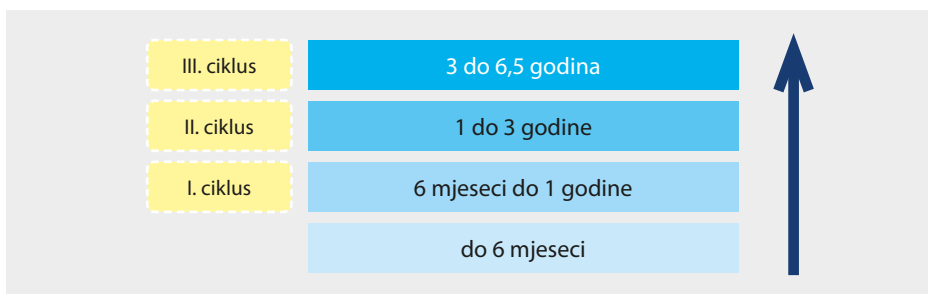 III. ciklus 3 do 6,5 godina
II. ciklus 1 do 3 godine
I. ciklus 6 mjeseci do 1 godine
do 6 mjeseci